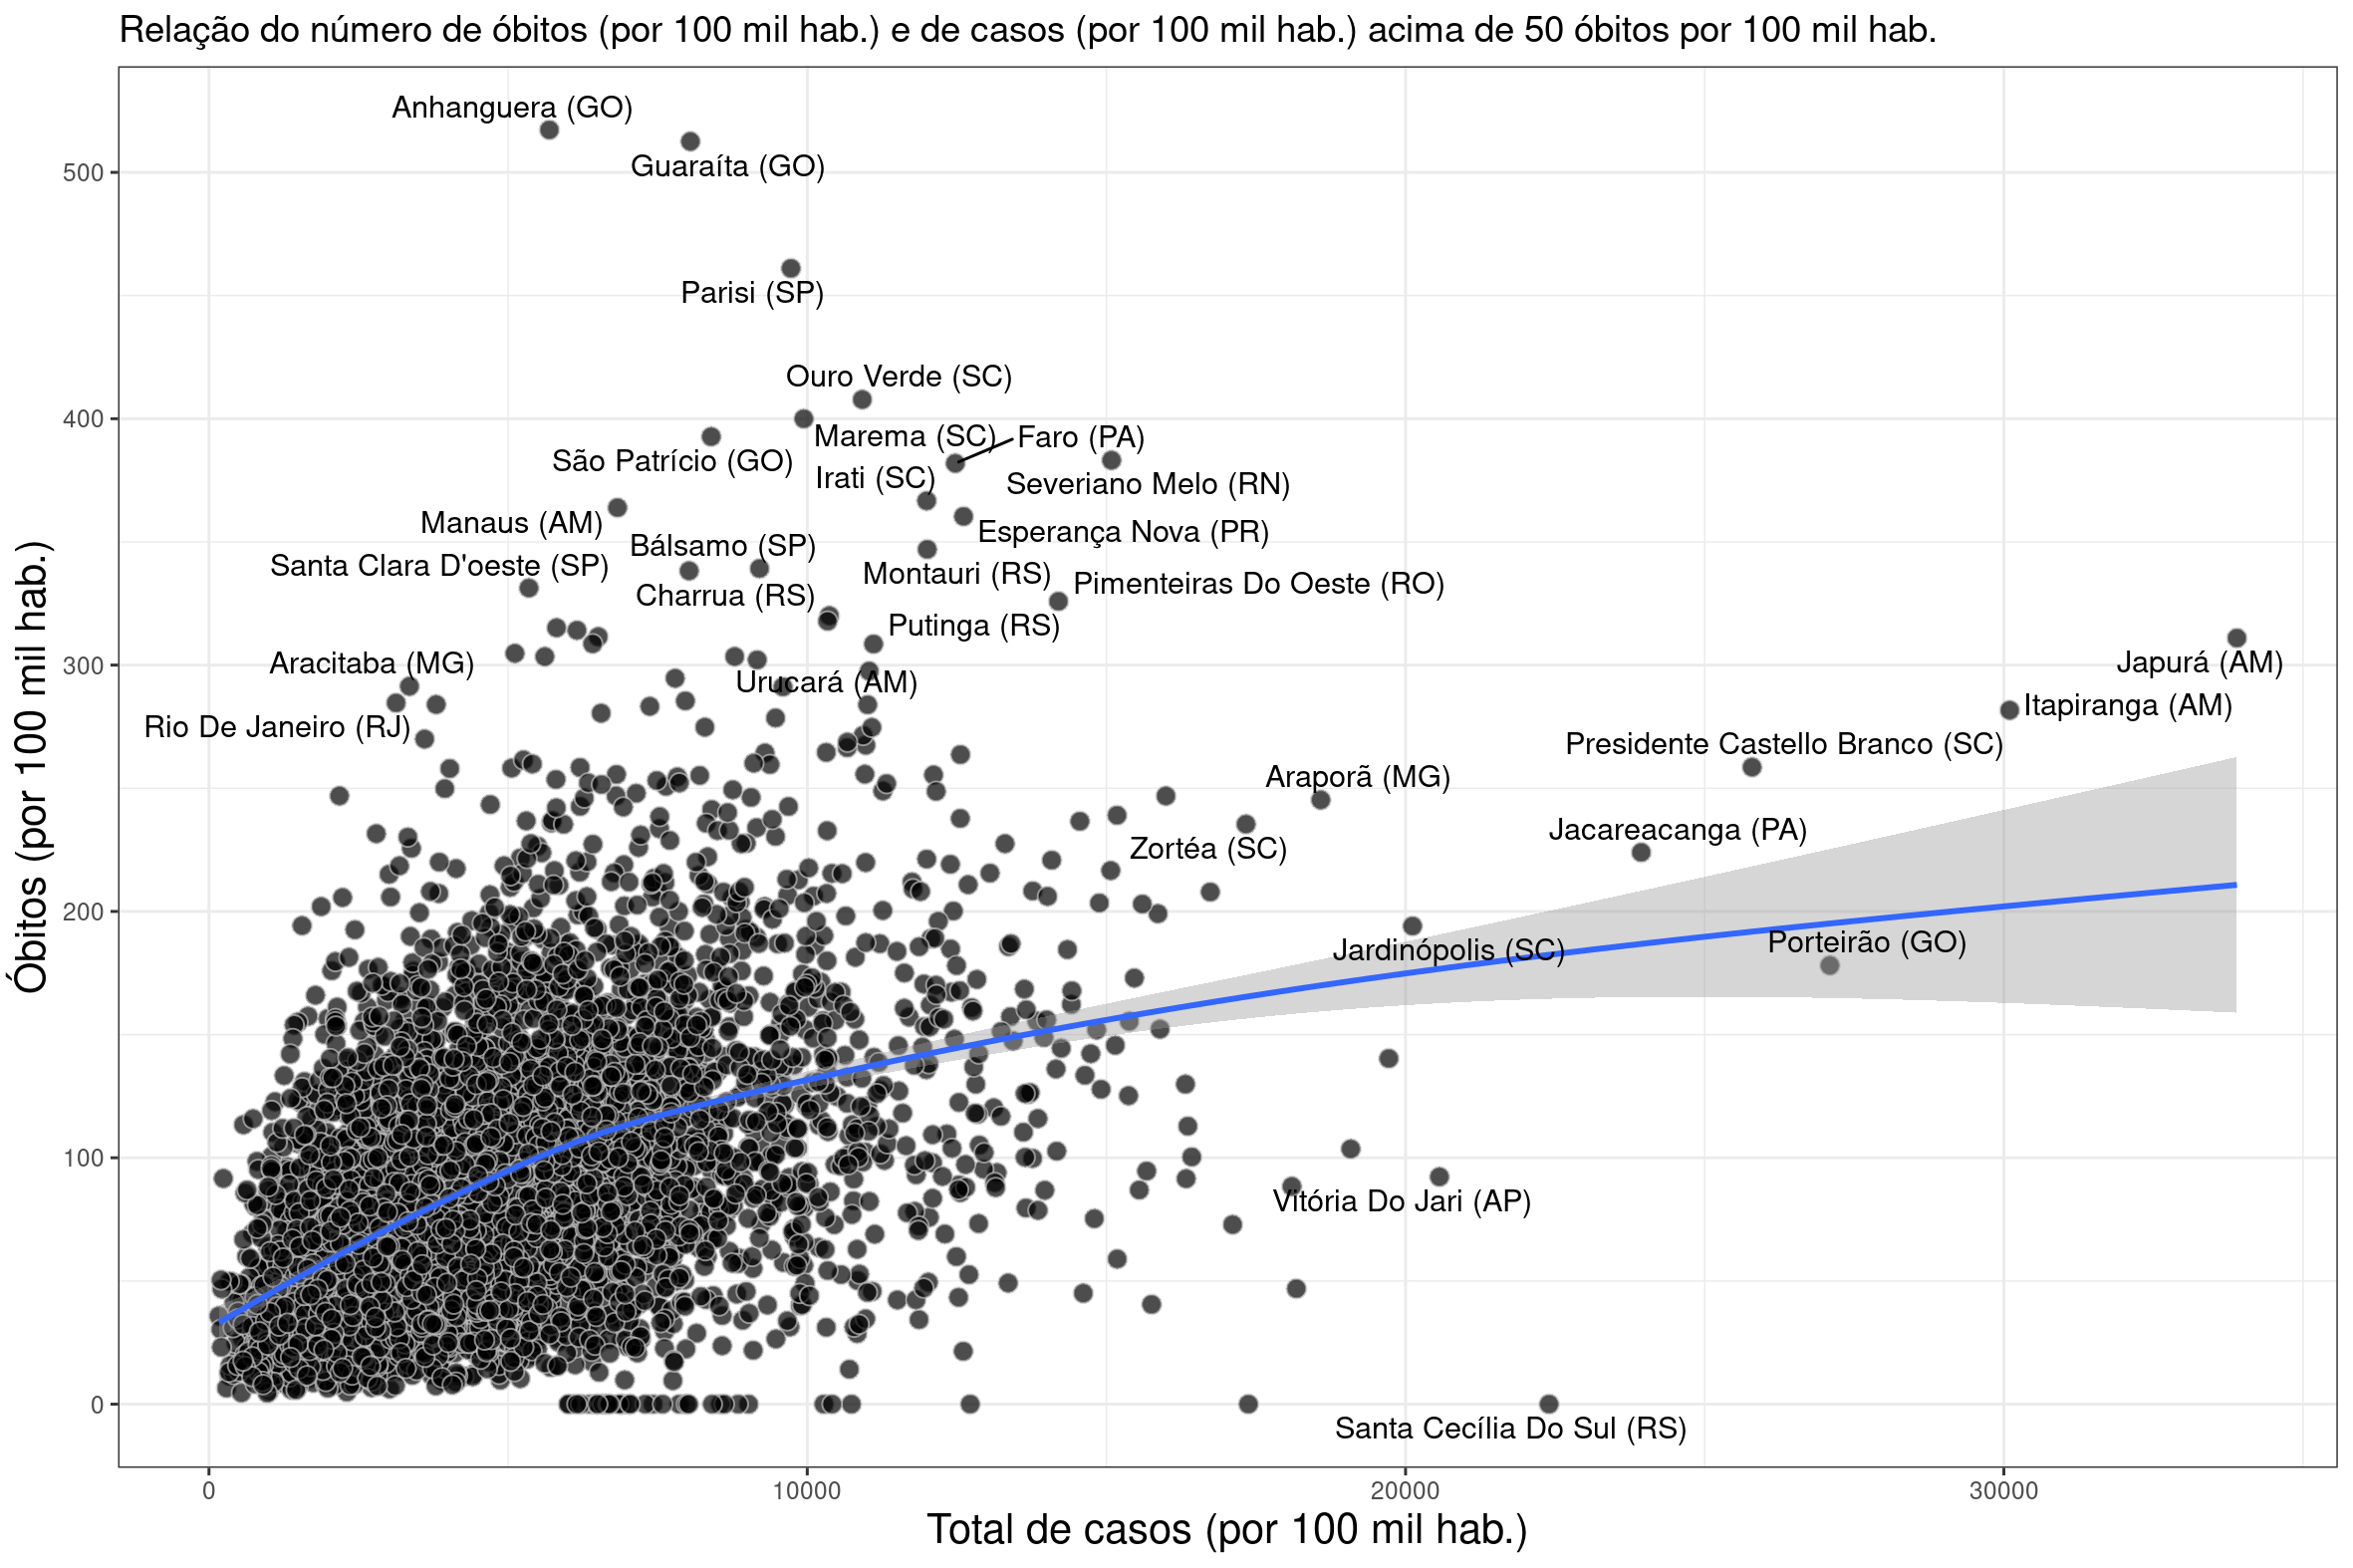 Relação do número de óbitos (por 100 mil hab.) e de casos (por 100 mil hab.) acima de 50 óbitos por 100 mil hab.
Anhanguera (GO)
Guaraíta (GO)
500
Parisi (SP)
Ouro Verde (SC)
400
Marema (SC)
Faro (PA)
São Patrício (GO)
Irati (SC)
Severiano Melo (RN)
Manaus (AM)
Esperança Nova (PR)
Bálsamo (SP)
Santa Clara D'oeste (SP)
Montauri (RS)
Pimenteiras Do Oeste (RO)
Charrua (RS)
Putinga (RS)
Aracitaba (MG)
300
Japurá (AM)
Urucará (AM)
Itapiranga (AM)
Rio De Janeiro (RJ)
Presidente Castello Branco (SC)
Araporã (MG)
Jacareacanga (PA)
Zortéa (SC)
200
Porteirão (GO)
Jardinópolis (SC)
100
Vitória Do Jari (AP)
0
Santa Cecília Do Sul (RS)
Óbitos (por 100 mil hab.)
0
10000
20000
30000
Total de casos (por 100 mil hab.)